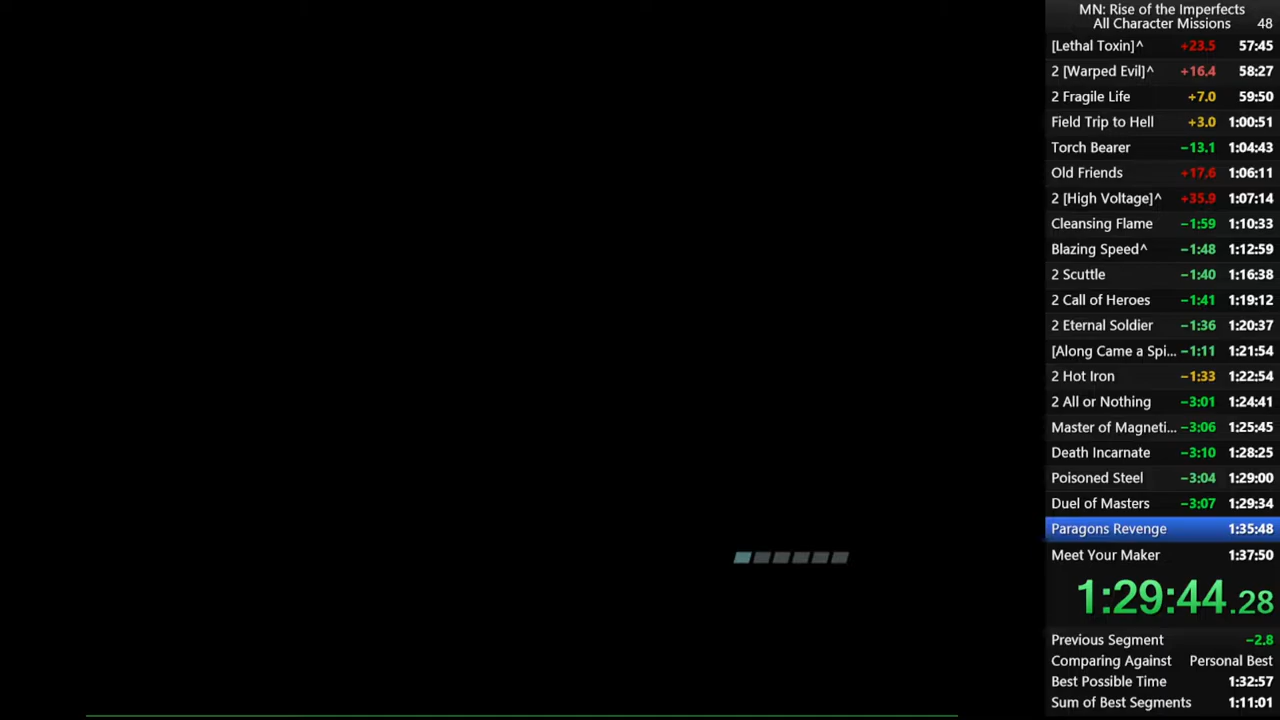 MN: Rise of the Imperfects
All Character Missions 48
[Lethal Toxin]^ +23.5 57:45
2 [Warped Evil]^ +16.4 58:27
2 Fragile Life +7.0 59:50
Field Trip to Hell +3.0 1:00:51
Torch Bearer −13.1 1:04:43
Old Friends +17.6 1:06:11
2 [High Voltage]^ +35.9 1:07:14
Cleansing Flame −1:59 1:10:33
Blazing Speed^ −1:48 1:12:59
2 Scuttle −1:40 1:16:38
2 Call of Heroes −1:41 1:19:12
2 Eternal Soldier −1:36 1:20:37
[Along Came a Spi... −1:11 1:21:54
2 Hot Iron −1:33 1:22:54
2 All or Nothing −3:01 1:24:41
Master of Magneti... −3:06 1:25:45
Death Incarnate −3:10 1:28:25
Poisoned Steel −3:04 1:29:00
Duel of Masters −3:07 1:29:34
Paragons Revenge 1:35:48
Meet Your Maker 1:37:50
1:29:44.28
Previous Segment −2.8
Comparing Against Personal Best
Best Possible Time 1:32:57
Sum of Best Segments 1:11:01